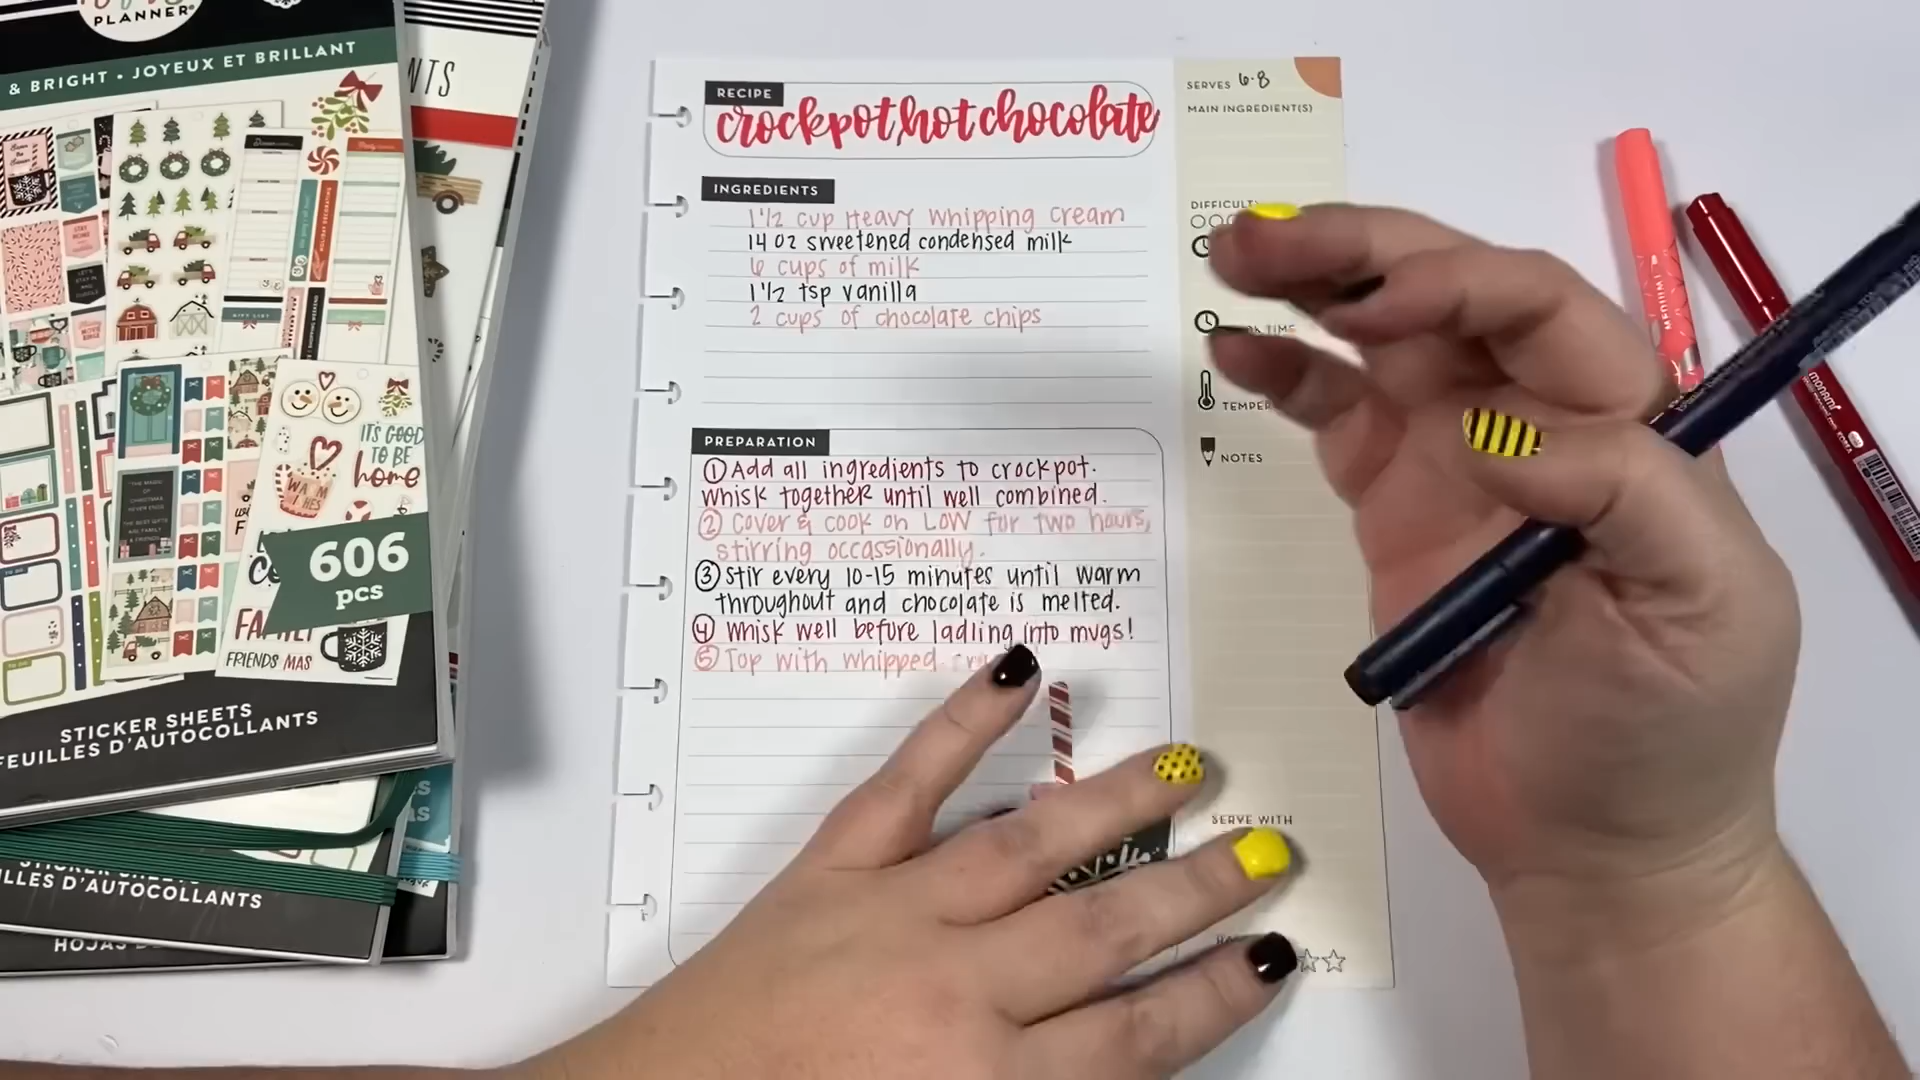 PLANNER®
& BRIGHT • JOYEUX ET BRILLANT
IT'S GOOD
TO BE
home
WARM
606
pcs
FRIENDS
MAS
STICKER SHEETS
FEUILLES D'AUTOCOLLANTS
STICKER SHEETS
D'AUTOCOLLANTS
HOJAS
RECIPE
crockpot hot chocolate
INGREDIENTS
1 1/2 cup Heavy whipping cream
14 oz sweetened condensed milk
6 cups of milk
1 1/2 tsp vanilla
2 cups of chocolate chips
PREPARATION
① Add all ingredients to crockpot.
Whisk together until well combined.
② Cover & cook on LOW for two hours,
stirring occassionally.
③ Stir every 10-15 minutes until warm
throughout and chocolate is melted.
④ Whisk well before ladling into mugs!
⑤ Top with whipped
SERVES 6-8
MAIN INGREDIENT(S)
TIME
NOTES
SERVE WITH
monami